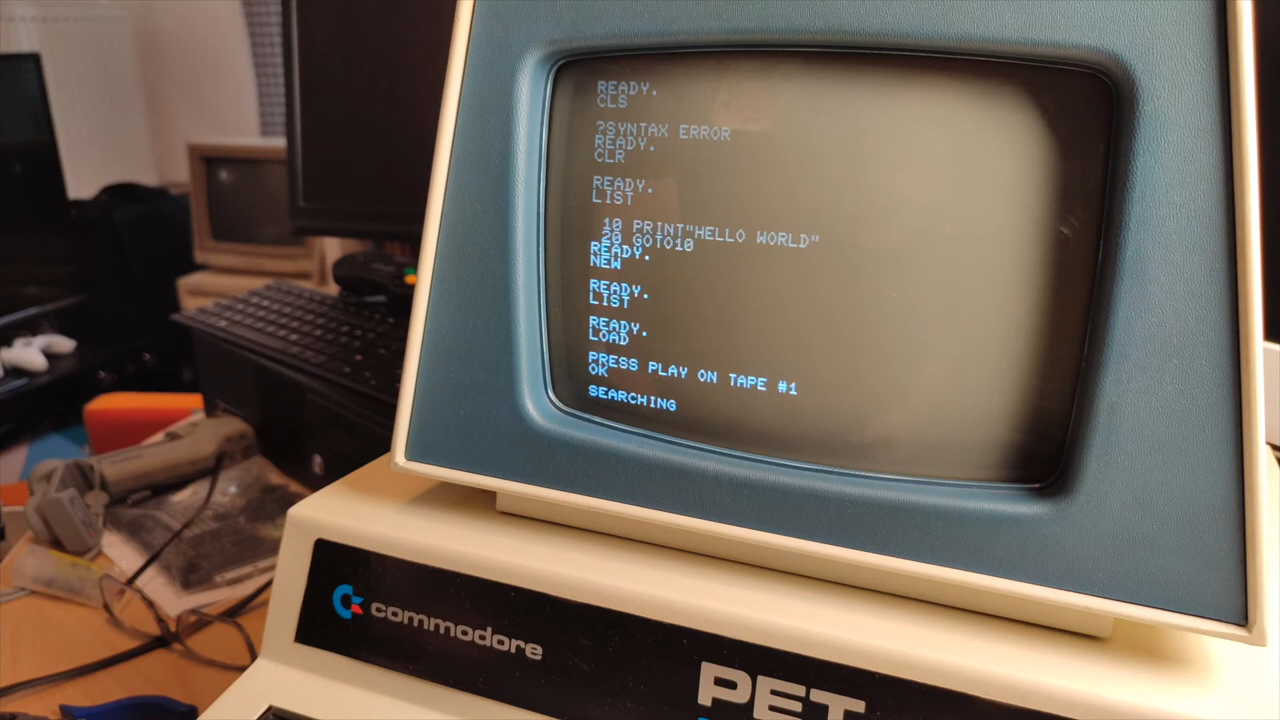 READY.
CLS
?SYNTAX ERROR
READY.
CLR
READY.
LIST
10 PRINT"HELLO WORLD"
20 GOTO10
READY.
NEW
READY.
LIST
READY.
LOAD
PRESS PLAY ON TAPE #1
OK
SEARCHING
commodore
PET